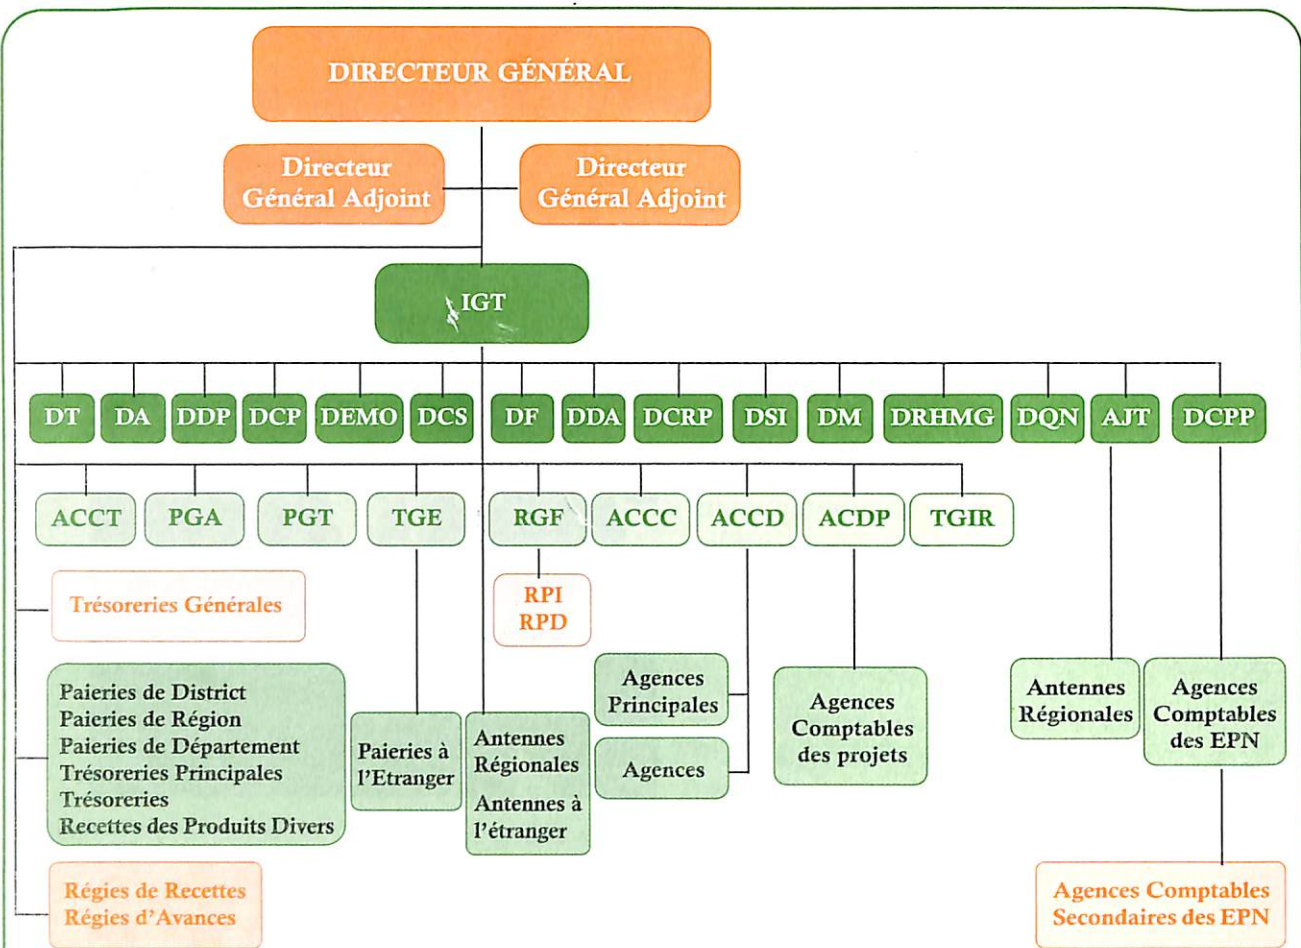 DIRECTEUR GÉNÉRAL
Directeur
Général Adjoint
Directeur
Général Adjoint
IGT
DT
DA
DDP
DCP
DEMO
DCS
DF
DDA
DCRP
DSI
DM
DRHMG
DQN
AJT
DCPP
ACCT
PGA
PGT
TGE
RGF
ACCC
ACCD
ACDP
TGIR
Trésoreries Générales
RPI
RPD
Paieries de District
Paieries de Région
Paieries de Département
Trésoreries Principales
Trésoreries
Recettes des Produits Divers
Paieries à
l'Etranger
Antennes
Régionales
Antennes à
l'étranger
Agences
Principales
Agences
Agences
Comptables
des projets
Antennes
Régionales
Agences
Comptables
des EPN
Régies de Recettes
Régies d'Avances
Agences Comptables
Secondaires des EPN